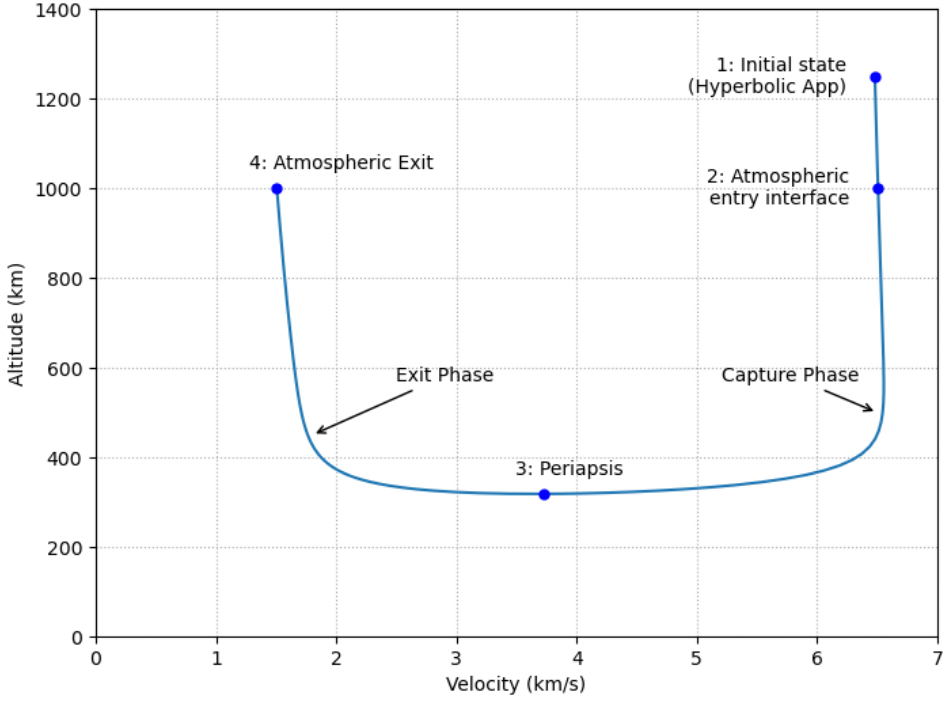 1400
1200
1000
800
600
400
200
0
Altitude (km)
1: Initial state
(Hyperbolic App)
4: Atmospheric Exit
2: Atmospheric
entry interface
Exit Phase
Capture Phase
3: Periapsis
0 1 2 3 4 5 6 7
Velocity (km/s)